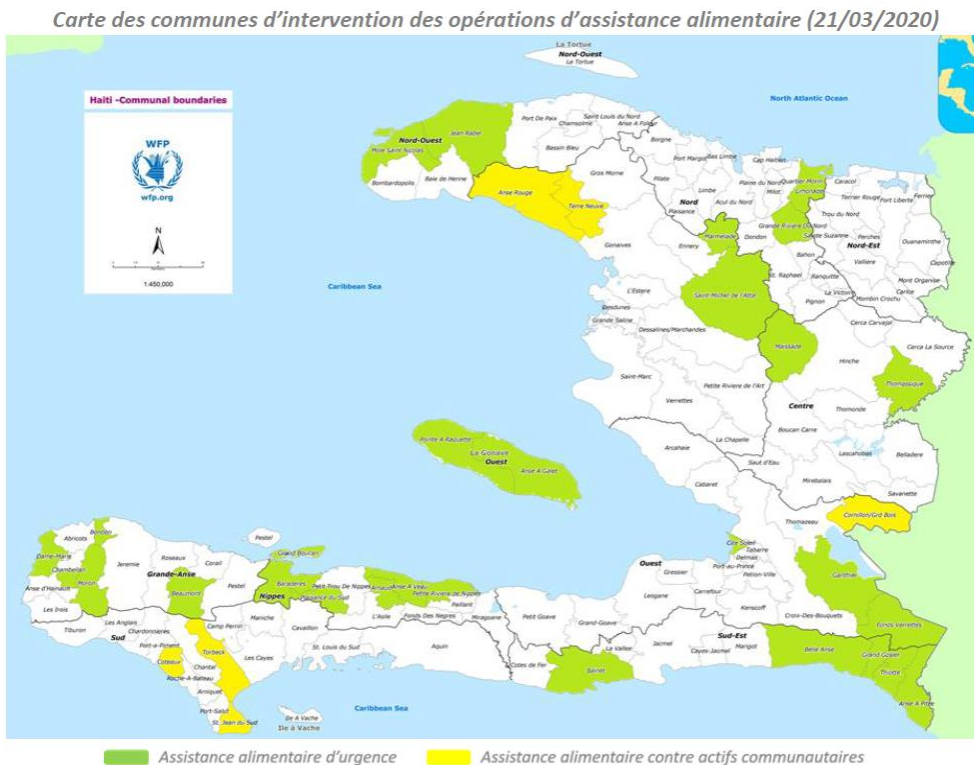 Carte des communes d'intervention des opérations d'assistance alimentaire (21/03/2020)
La Tortue
Nord-Ouest
La Tortue
North Atlantic Ocean
Haiti -Communal boundaries
WFP
wfp.org
N
1:450,000
Port De Paix
Saint Louis du Nord
Anse A Foleur
Chansolme
Jean Rabel
Nord-Ouest
Mole Saint Nicolas
Bassin Bleu
Borgne
Port Margot
Bas Limbe
Cap Haitien
Bombardopolis
Baie de Henne
Gros Morne
Pilate
Limbe
Plaine du Nord
Milot
Quartier Morin
Limonade
Caracol
Terrier Rouge
Fort Liberte
Ferrier
Anse Rouge
Terre Neuve
Nord
Plaisance
Acul du Nord
Trou du Nord
Grande Riviere Du Nord
Sainte Suzanne
Perches
Marmelade
Dondon
Nord-Est
Ouanaminthe
Gonaives
Ennery
Bahon
Valliere
Capotille
St. Raphael
Ranquitte
Mont Organise
Caribbean Sea
L'Estere
Saint-Michel de l'Attal
La Victoire
Carice
Pignon
Mombin Crochu
Desdunes
Grande Saline
Dessalines/Marchandes
Cerca Carvajal
Maissade
Cerca La Source
Hinche
Saint-Marc
Thomassique
Petite Riviere de l'Art
Verrettes
Centre
Thomonde
Boucan Carre
Pointe A Raquette
La Gonave
Ouest
Anse A Galet
La Chapelle
Arcahaie
Lascahobas
Belladere
Saut d'Eau
Mirebalais
Cabaret
Savanette
Cornillon/Grd Bois
Thomazeau
Bonbon
Abricots
Pestel
Cite Soleil
Tabarre
Delmas
Port-au-Prince
Dame-Marie
Roseaux
Grand Boucan
Chambellan
Jeremie
Corail
Ouest
Gressier
Petion-Ville
Ganthier
Moron
Grande-Anse
Pestel
Baraderes
Petit Trou De Nippes
Anse A Veau
Arnaud
Anse d'Hainault
Beaumont
Nippes
Plaisance du Sud
Petite Riviere de Nippes
Leogane
Carrefour
Paillant
Kenscoff
Les Irois
L'Asile
Fonds Des Negres
Miragoane
Petit Goave
Grand-Goave
Croix-Des-Bouquets
Fonds Verrettes
Tiburon
Les Anglais
Chardonnieres
Camp Perrin
Maniche
Cavaillon
Sud
Port-a-Piment
Sud-Est
St. Louis du Sud
Aquin
La Vallee
Jacmel
Marigot
Cayes-Jacmel
Belle Anse
Grand Gosier
Torbeck
Coteaux
Chantal
Les Cayes
Cotes de Fer
Bainet
Thiotte
Roche-A-Bateau
Arniquet
Anse A Pitre
Port-Salut
St. Jean du Sud
Ile A Vache
Ile à Vache
Caribbean Sea
Assistance alimentaire d'urgence
Assistance alimentaire contre actifs communautaires